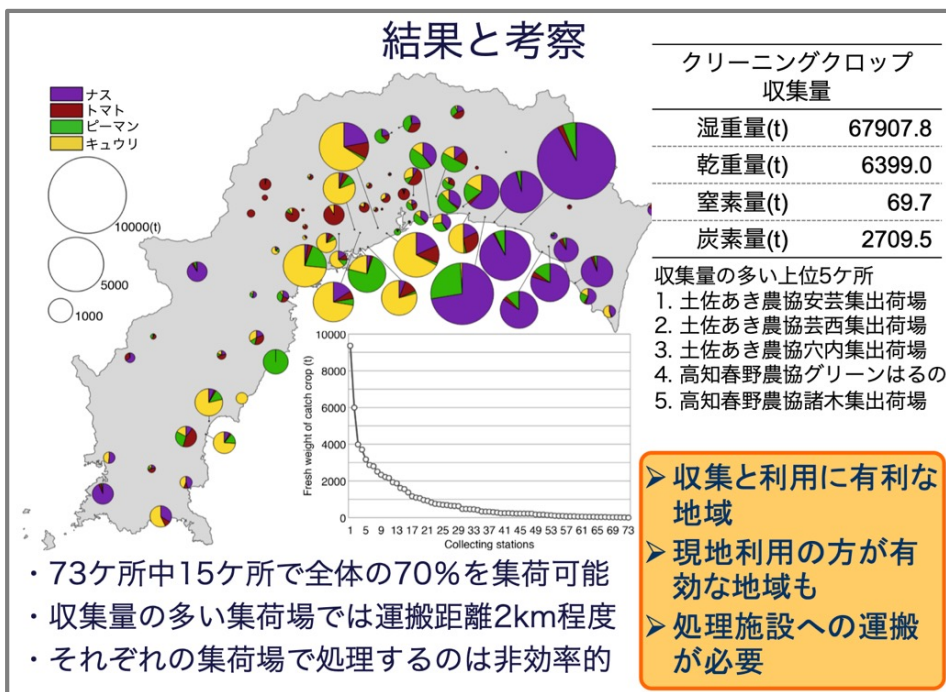 結果と考察
ナス
トマト
ピーマン
キュウリ
10000(t)
5000
1000
クリーニングクロップ
収集量
湿重量(t) 67907.8
乾重量(t) 6399.0
窒素量(t) 69.7
炭素量(t) 2709.5
収集量の多い上位5ケ所
1. 土佐あき農協安芸集出荷場
2. 土佐あき農協芸西集出荷場
3. 土佐あき農協穴内集出荷場
4. 高知春野農協グリーンはるの
5. 高知春野農協諸木集出荷場
Fresh weight of catch crop (t)
10000
8000
6000
4000
2000
0
1 5 9 13 17 21 25 29 33 37 41 45 49 53 57 61 65 69 73
Collecting stations
・73ケ所中15ケ所で全体の70%を集荷可能
・収集量の多い集荷場では運搬距離2km程度
・それぞれの集荷場で処理するのは非効率的
➢収集と利用に有利な
地域
➢現地利用の方が有
効な地域も
➢処理施設への運搬
が必要